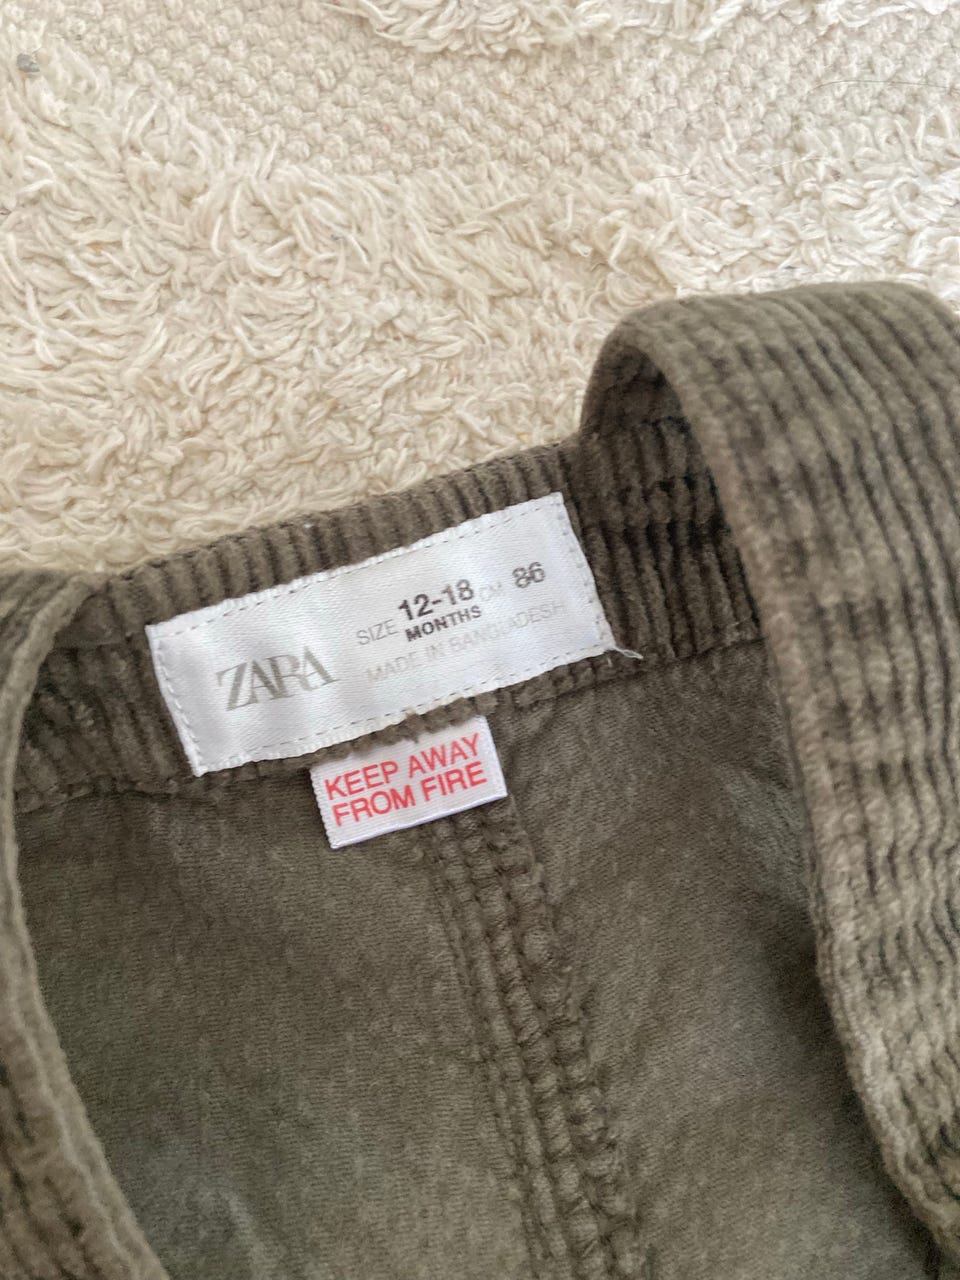 ZARA
SIZE 12-18 MONTHS CM 86
MADE IN BANGLADESH
KEEP AWAY
FROM FIRE